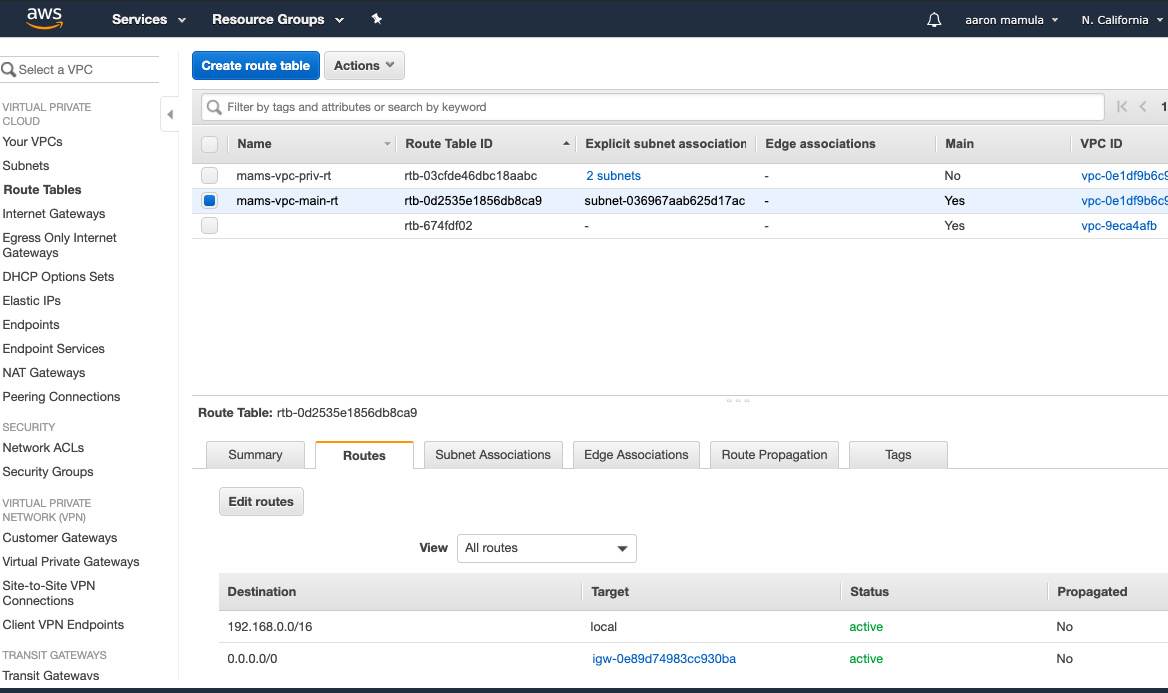 aws Services Resource Groups aaron mamula N. California
Select a VPC
VIRTUAL PRIVATE
CLOUD
Your VPCs
Subnets
Route Tables
Internet Gateways
Egress Only Internet
Gateways
DHCP Options Sets
Elastic IPs
Endpoints
Endpoint Services
NAT Gateways
Peering Connections
SECURITY
Network ACLs
Security Groups
VIRTUAL PRIVATE
NETWORK (VPN)
Customer Gateways
Virtual Private Gateways
Site-to-Site VPN
Connections
Client VPN Endpoints
TRANSIT GATEWAYS
Transit Gateways
Create route table Actions
Filter by tags and attributes or search by keyword 1
Name Route Table ID Explicit subnet association Edge associations Main VPC ID
mams-vpc-priv-rt rtb-03cfde46dbc18aabc 2 subnets - No vpc-0e1df9b6c9
mams-vpc-main-rt rtb-0d2535e1856db8ca9 subnet-036967aab625d17ac - Yes vpc-0e1df9b6c9
rtb-674fdf02 - - Yes vpc-9eca4afb
Route Table: rtb-0d2535e1856db8ca9
Summary Routes Subnet Associations Edge Associations Route Propagation Tags
Edit routes
View All routes
Destination Target Status Propagated
192.168.0.0/16 local active No
0.0.0.0/0 igw-0e89d74983cc930ba active No